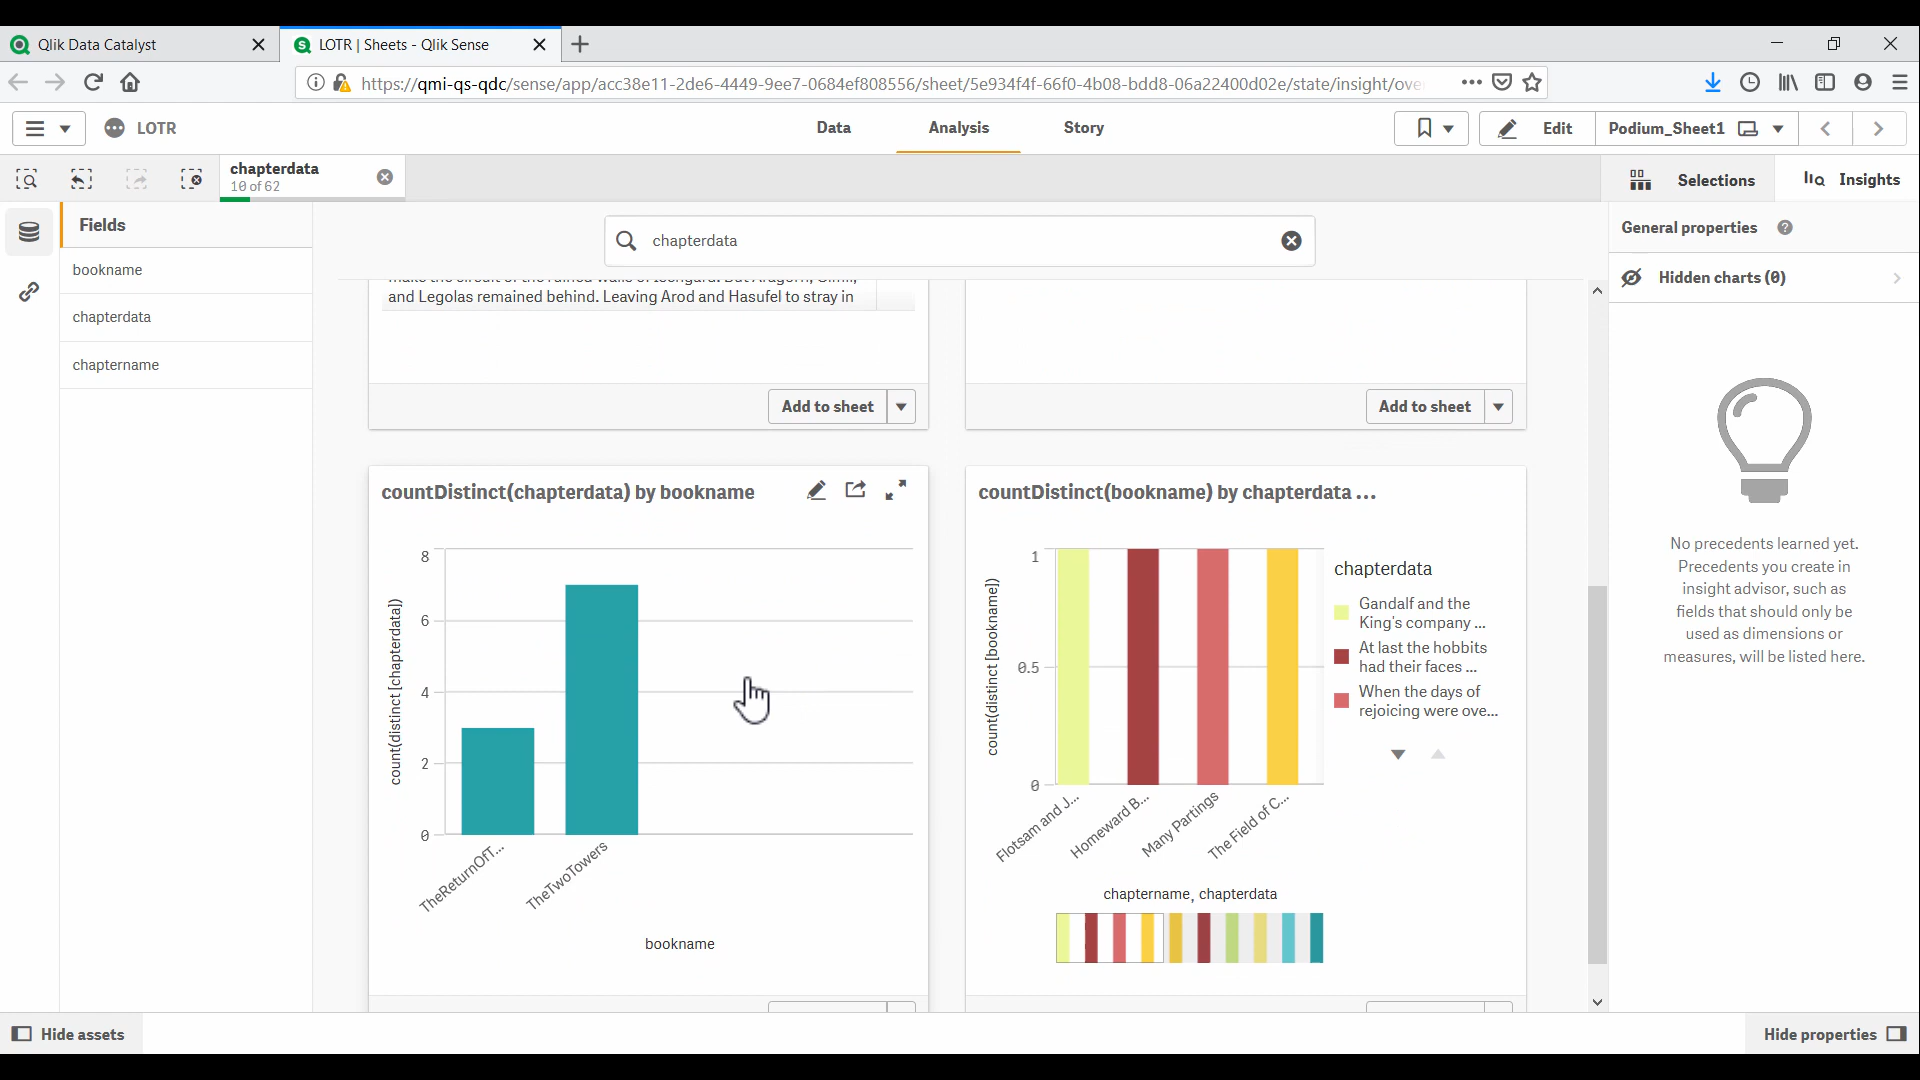 Qlik Data Catalyst
LOTR | Sheets - Qlik Sense
https://qmi-qs-qdc/sense/app/acc38e11-2de6-4449-9ee7-0684ef808556/sheet/5e934f4f-66f0-4b08-bdd8-06a22400d02e/state/insight/ove
LOTR
Data
Analysis
Story
Edit
Podium_Sheet1
chapterdata
10 of 62
Selections
Insights
Fields
bookname
chapterdata
chaptername
chapterdata
General properties
Hidden charts (0)
No precedents learned yet.
Precedents you create in
insight advisor, such as
fields that should only be
used as dimensions or
measures, will be listed here.
and Legolas remained behind. Leaving Arod and Hasufel to stray in
Add to sheet
Add to sheet
countDistinct(chapterdata) by bookname
8
6
4
2
0
count(distinct [chapterdata])
TheReturnOfT...
TheTwoTowers
bookname
countDistinct(bookname) by chapterdata ...
1
0.5
0
count(distinct [bookname])
Flotsam and J...
Homeward B...
Many Partings
The Field of C...
chaptername, chapterdata
chapterdata
Gandalf and the
King's company ...
At last the hobbits
had their faces ...
When the days of
rejoicing were ove...
Hide assets
Hide properties